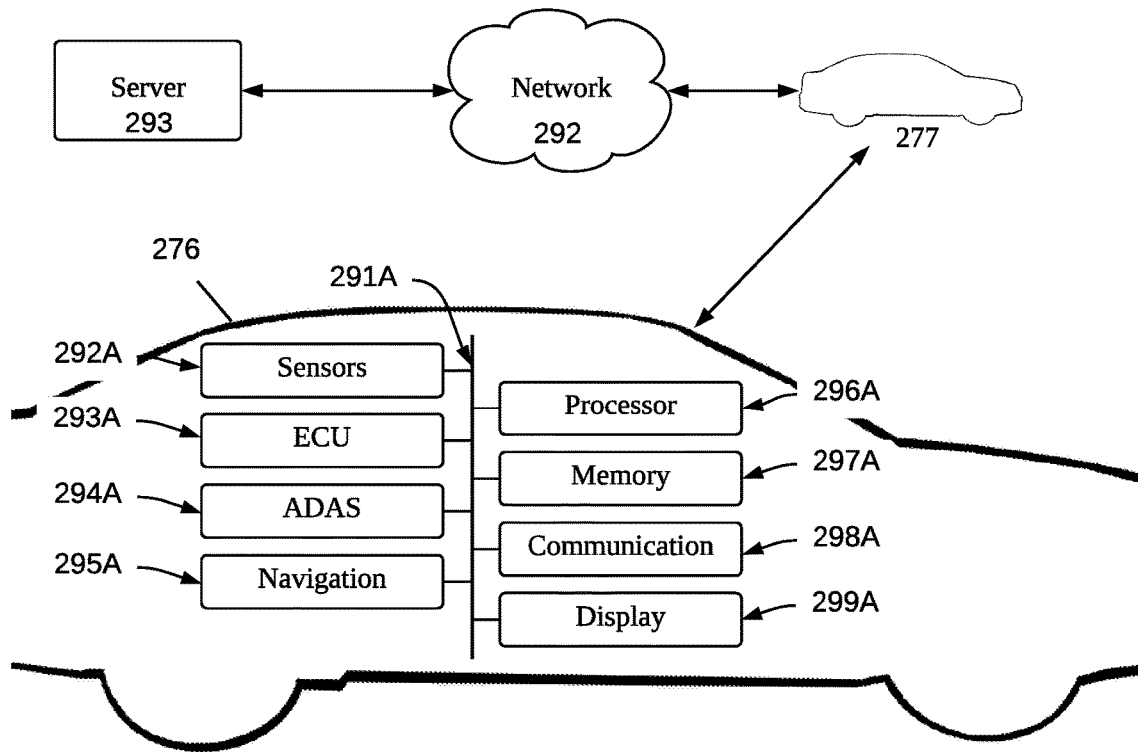 Server
293
Network
292
277
276
291A
292A
Sensors
293A
ECU
294A
ADAS
295A
Navigation
Processor
296A
Memory
297A
Communication
298A
Display
299A